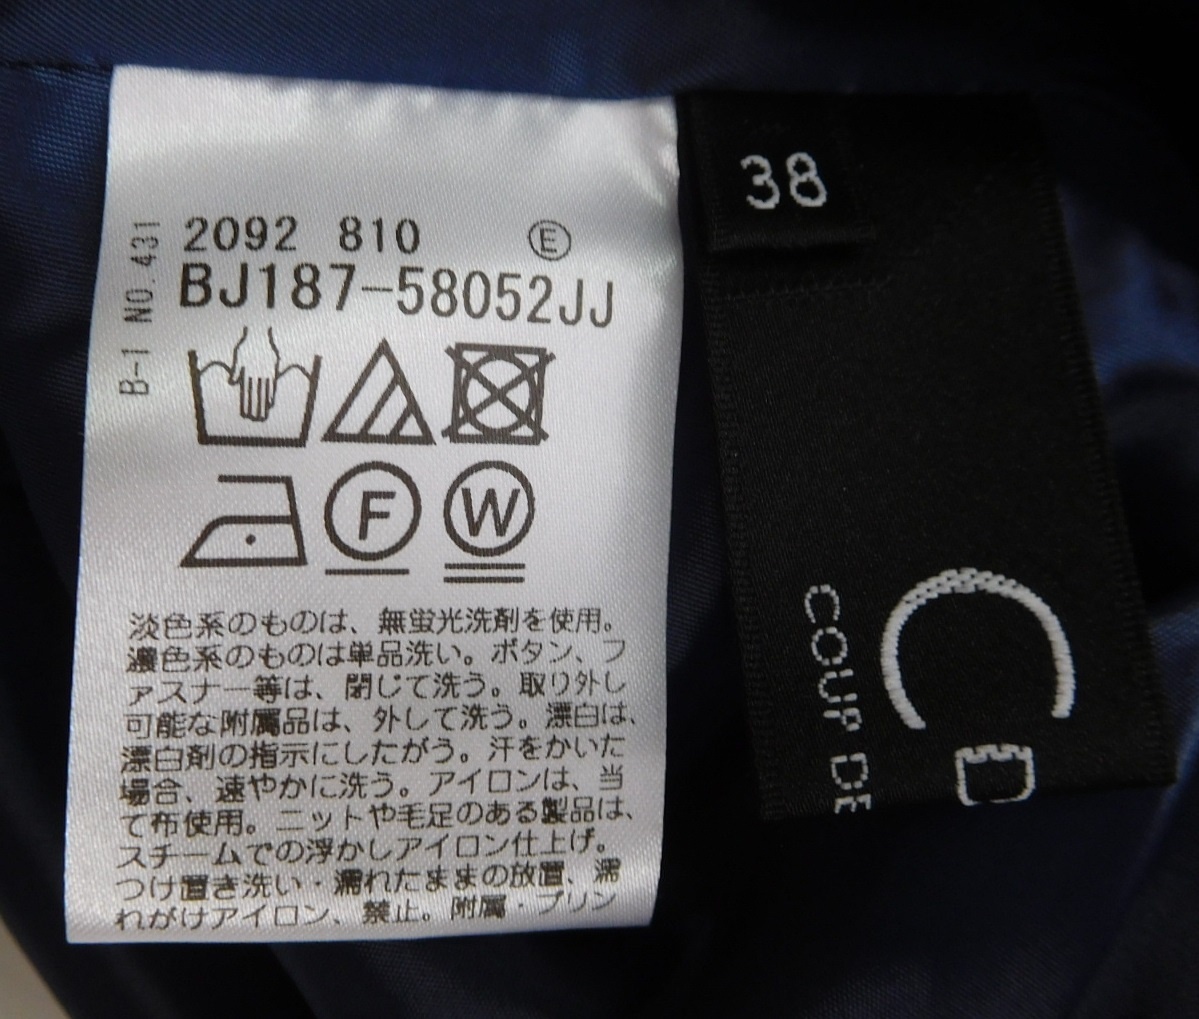 B-1 NO.431
2092 810 Ⓔ
BJ187-58052JJ
F W
淡色系のものは、無蛍光洗剤を使用。
濃色系のものは単品洗い。ボタン、フ
ァスナー等は、閉じて洗う。取り外し
可能な附属品は、外して洗う。漂白は、
漂白剤の指示にしたがう。汗をかいた
場合、速やかに洗う。アイロンは、当
て布使用。ニットや毛足のある製品は、
スチームでの浮かしアイロン仕上げ。
つけ置き洗い・濡れたままの放置、濡
れがけアイロン、禁止。附属・プリン
38
C D
COUP DE